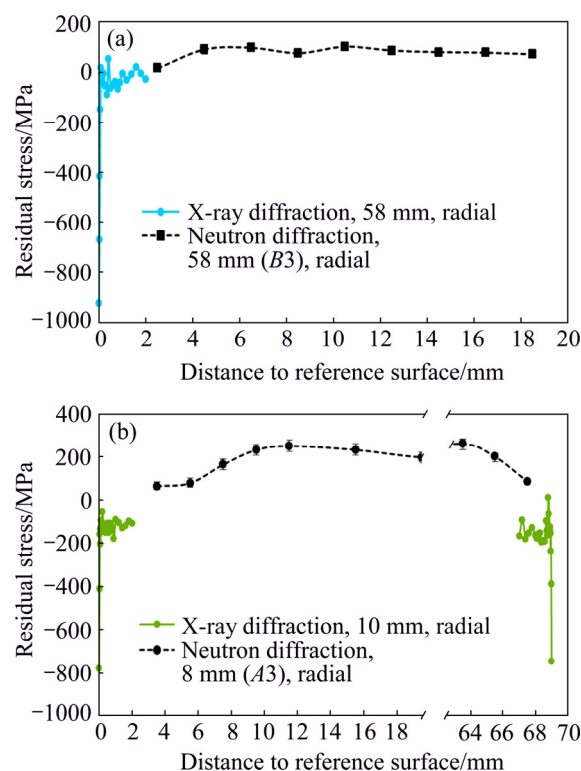 (a)
200
0
−200
−400
−600
−800
−1000
Residual stress/MPa
X-ray diffraction, 58 mm, radial
Neutron diffraction,
58 mm (B3), radial
0 2 4 6 8 10 12 14 16 18 20
Distance to reference surface/mm
(b)
400
200
0
−200
−400
−600
−800
−1000
Residual stress/MPa
X-ray diffraction, 10 mm, radial
Neutron diffraction,
8 mm (A3), radial
0 2 4 6 8 10 12 14 16 18 64 66 68 70
Distance to reference surface/mm